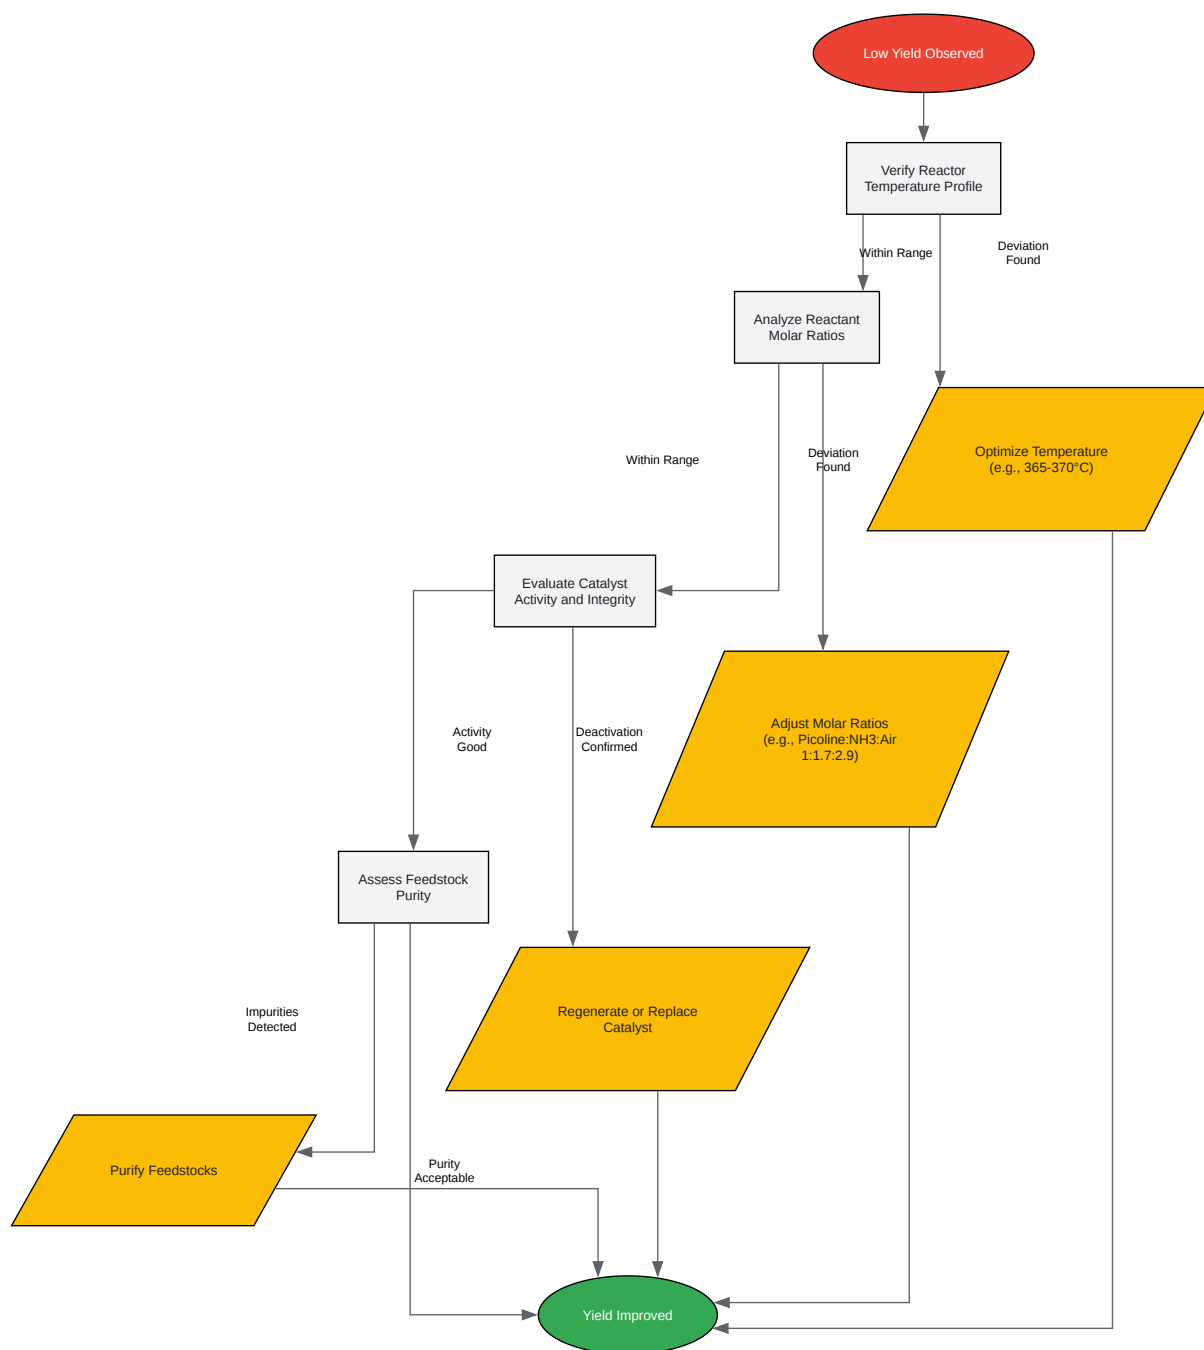 Low Yield Observed
Verify Reactor
Temperature Profile
Within Range
Deviation
Found
Analyze Reactant
Molar Ratios
Optimize Temperature
(e.g., 365-370°C)
Within Range
Deviation
Found
Evaluate Catalyst
Activity and Integrity
Adjust Molar Ratios
(e.g., Picoline:NH3:Air
1:1.7:2.9)
Activity
Good
Deactivation
Confirmed
Assess Feedstock
Purity
Regenerate or Replace
Catalyst
Impurities
Detected
Purify Feedstocks
Purity
Acceptable
Yield Improved